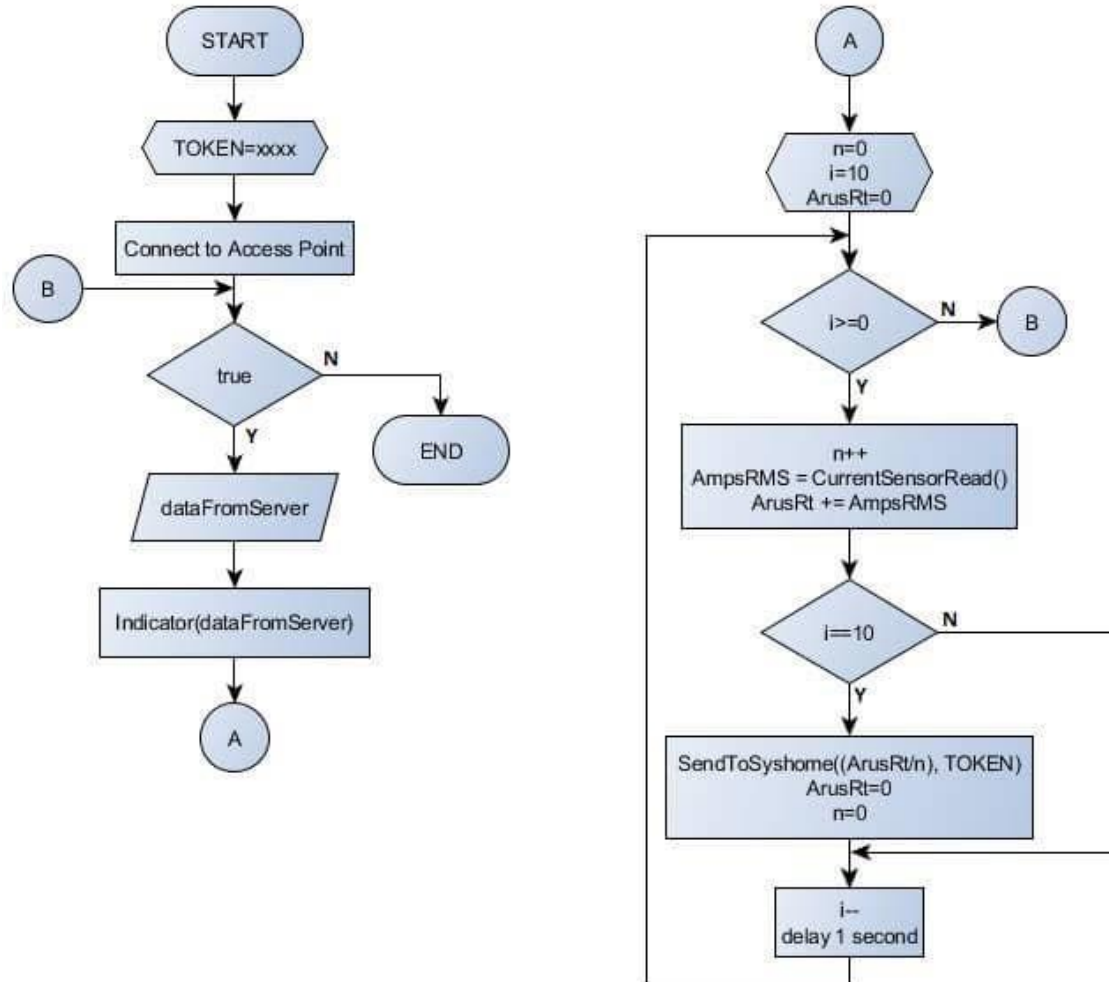 START
TOKEN=xxxx
Connect to Access Point
B
true
N
Y
END
dataFromServer
Indicator(dataFromServer)
A
A
n=0
i=10
ArusRt=0
i>=0
N
B
Y
n++
AmpsRMS = CurrentSensorRead()
ArusRt += AmpsRMS
i==10
N
Y
SendToSyshome((ArusRt/n), TOKEN)
ArusRt=0
n=0
i--
delay 1 second